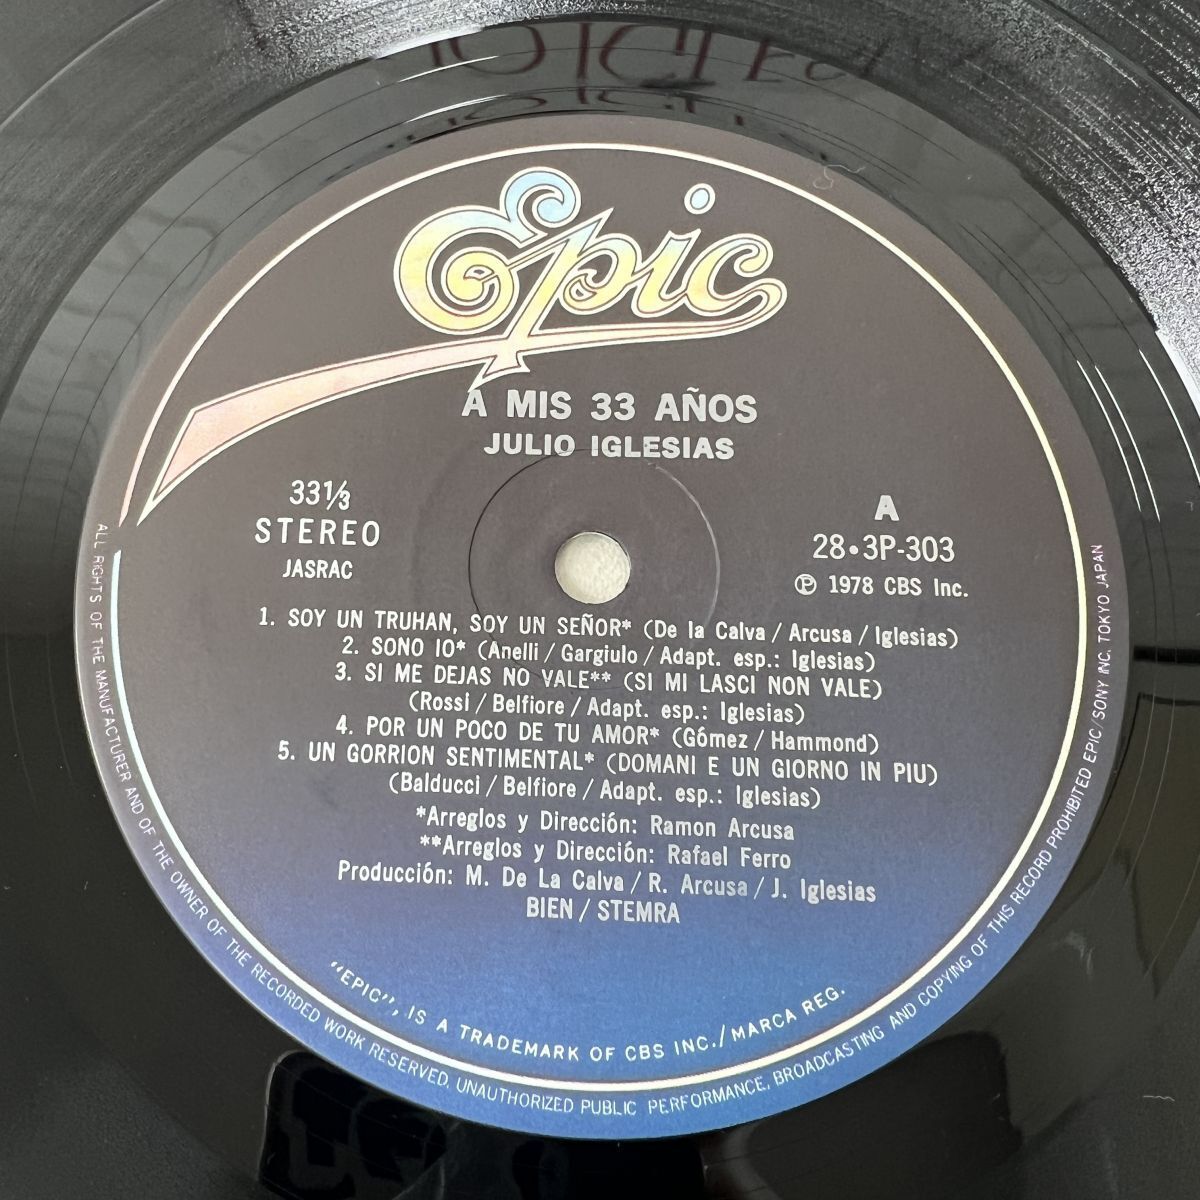 Epic
A MIS 33 AÑOS
JULIO IGLESIAS
33⅓
STEREO
JASRAC
A
28・3P-303
Ⓟ 1978 CBS Inc.
1. SOY UN TRUHAN, SOY UN SEÑOR* (De la Calva / Arcusa / Iglesias)
2. SONO IO* (Anelli / Gargiulo / Adapt. esp.: Iglesias)
3. SI ME DEJAS NO VALE** (SI MI LASCI NON VALE)
(Rossi / Belfiore / Adapt. esp.: Iglesias)
4. POR UN POCO DE TU AMOR* (Gómez / Hammond)
5. UN GORRION SENTIMENTAL* (DOMANI E UN GIORNO IN PIU)
(Balducci / Belfiore / Adapt. esp.: Iglesias)
*Arreglos y Dirección: Ramon Arcusa
**Arreglos y Dirección: Rafael Ferro
Producción: M. De La Calva / R. Arcusa / J. Iglesias
BIEN / STEMRA
"EPIC", IS A TRADEMARK OF CBS INC./MARCA REG.
ALL RIGHTS OF THE MANUFACTURER AND OF THE OWNER OF THE RECORDED WORK RESERVED. UNAUTHORIZED PUBLIC PERFORMANCE, BROADCASTING AND COPYING OF THIS RECORD PROHIBITED EPIC/SONY INC. TOKYO JAPAN